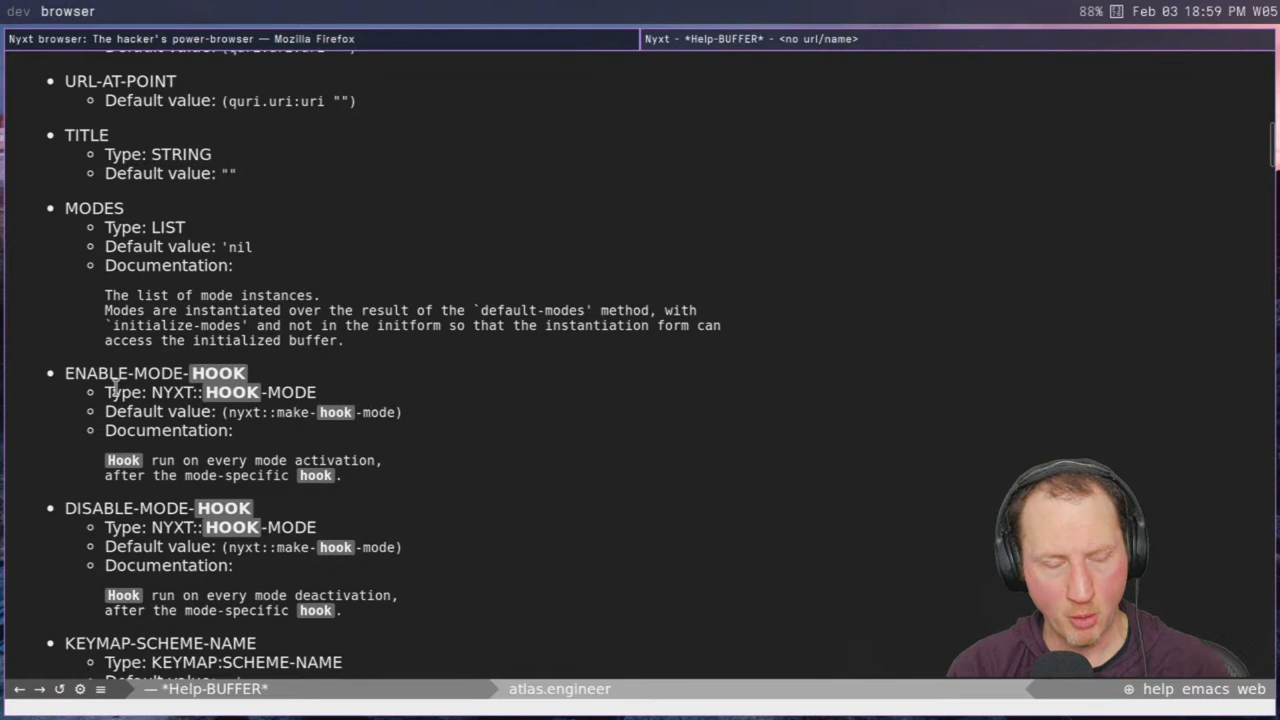 dev browser
88% Feb 03 18:59 PM W05
Nyxt browser: The hacker's power-browser — Mozilla Firefox
Nyxt - *Help-BUFFER* - <no url/name>
• URL-AT-POINT
◦ Default value: (quri.uri:uri "")
• TITLE
◦ Type: STRING
◦ Default value: ""
• MODES
◦ Type: LIST
◦ Default value: 'nil
◦ Documentation:
The list of mode instances.
Modes are instantiated over the result of the `default-modes' method, with
`initialize-modes' and not in the initform so that the instantiation form can
access the initialized buffer.
• ENABLE-MODE-HOOK
◦ Type: NYXT::HOOK-MODE
◦ Default value: (nyxt::make-hook-mode)
◦ Documentation:
Hook run on every mode activation,
after the mode-specific hook.
• DISABLE-MODE-HOOK
◦ Type: NYXT::HOOK-MODE
◦ Default value: (nyxt::make-hook-mode)
◦ Documentation:
Hook run on every mode deactivation,
after the mode-specific hook.
• KEYMAP-SCHEME-NAME
◦ Type: KEYMAP:SCHEME-NAME
← → ↺ ⚙ ≡ — *Help-BUFFER* atlas.engineer ⊕ help emacs web